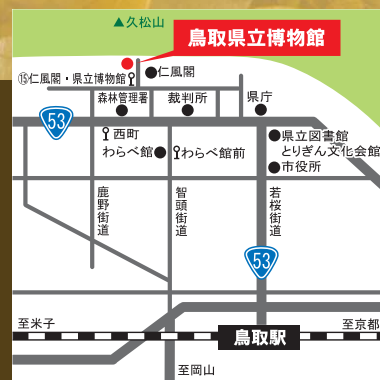 ▲久松山
鳥取県立博物館
⑮仁風閣・県立博物館
仁風閣
森林管理署
裁判所
県庁
53
西町
わらべ館
わらべ館前
県立図書館
とりぎん文化会館
市役所
鹿野街道
智頭街道
若桜街道
53
至米子
鳥取駅
至京都
至岡山